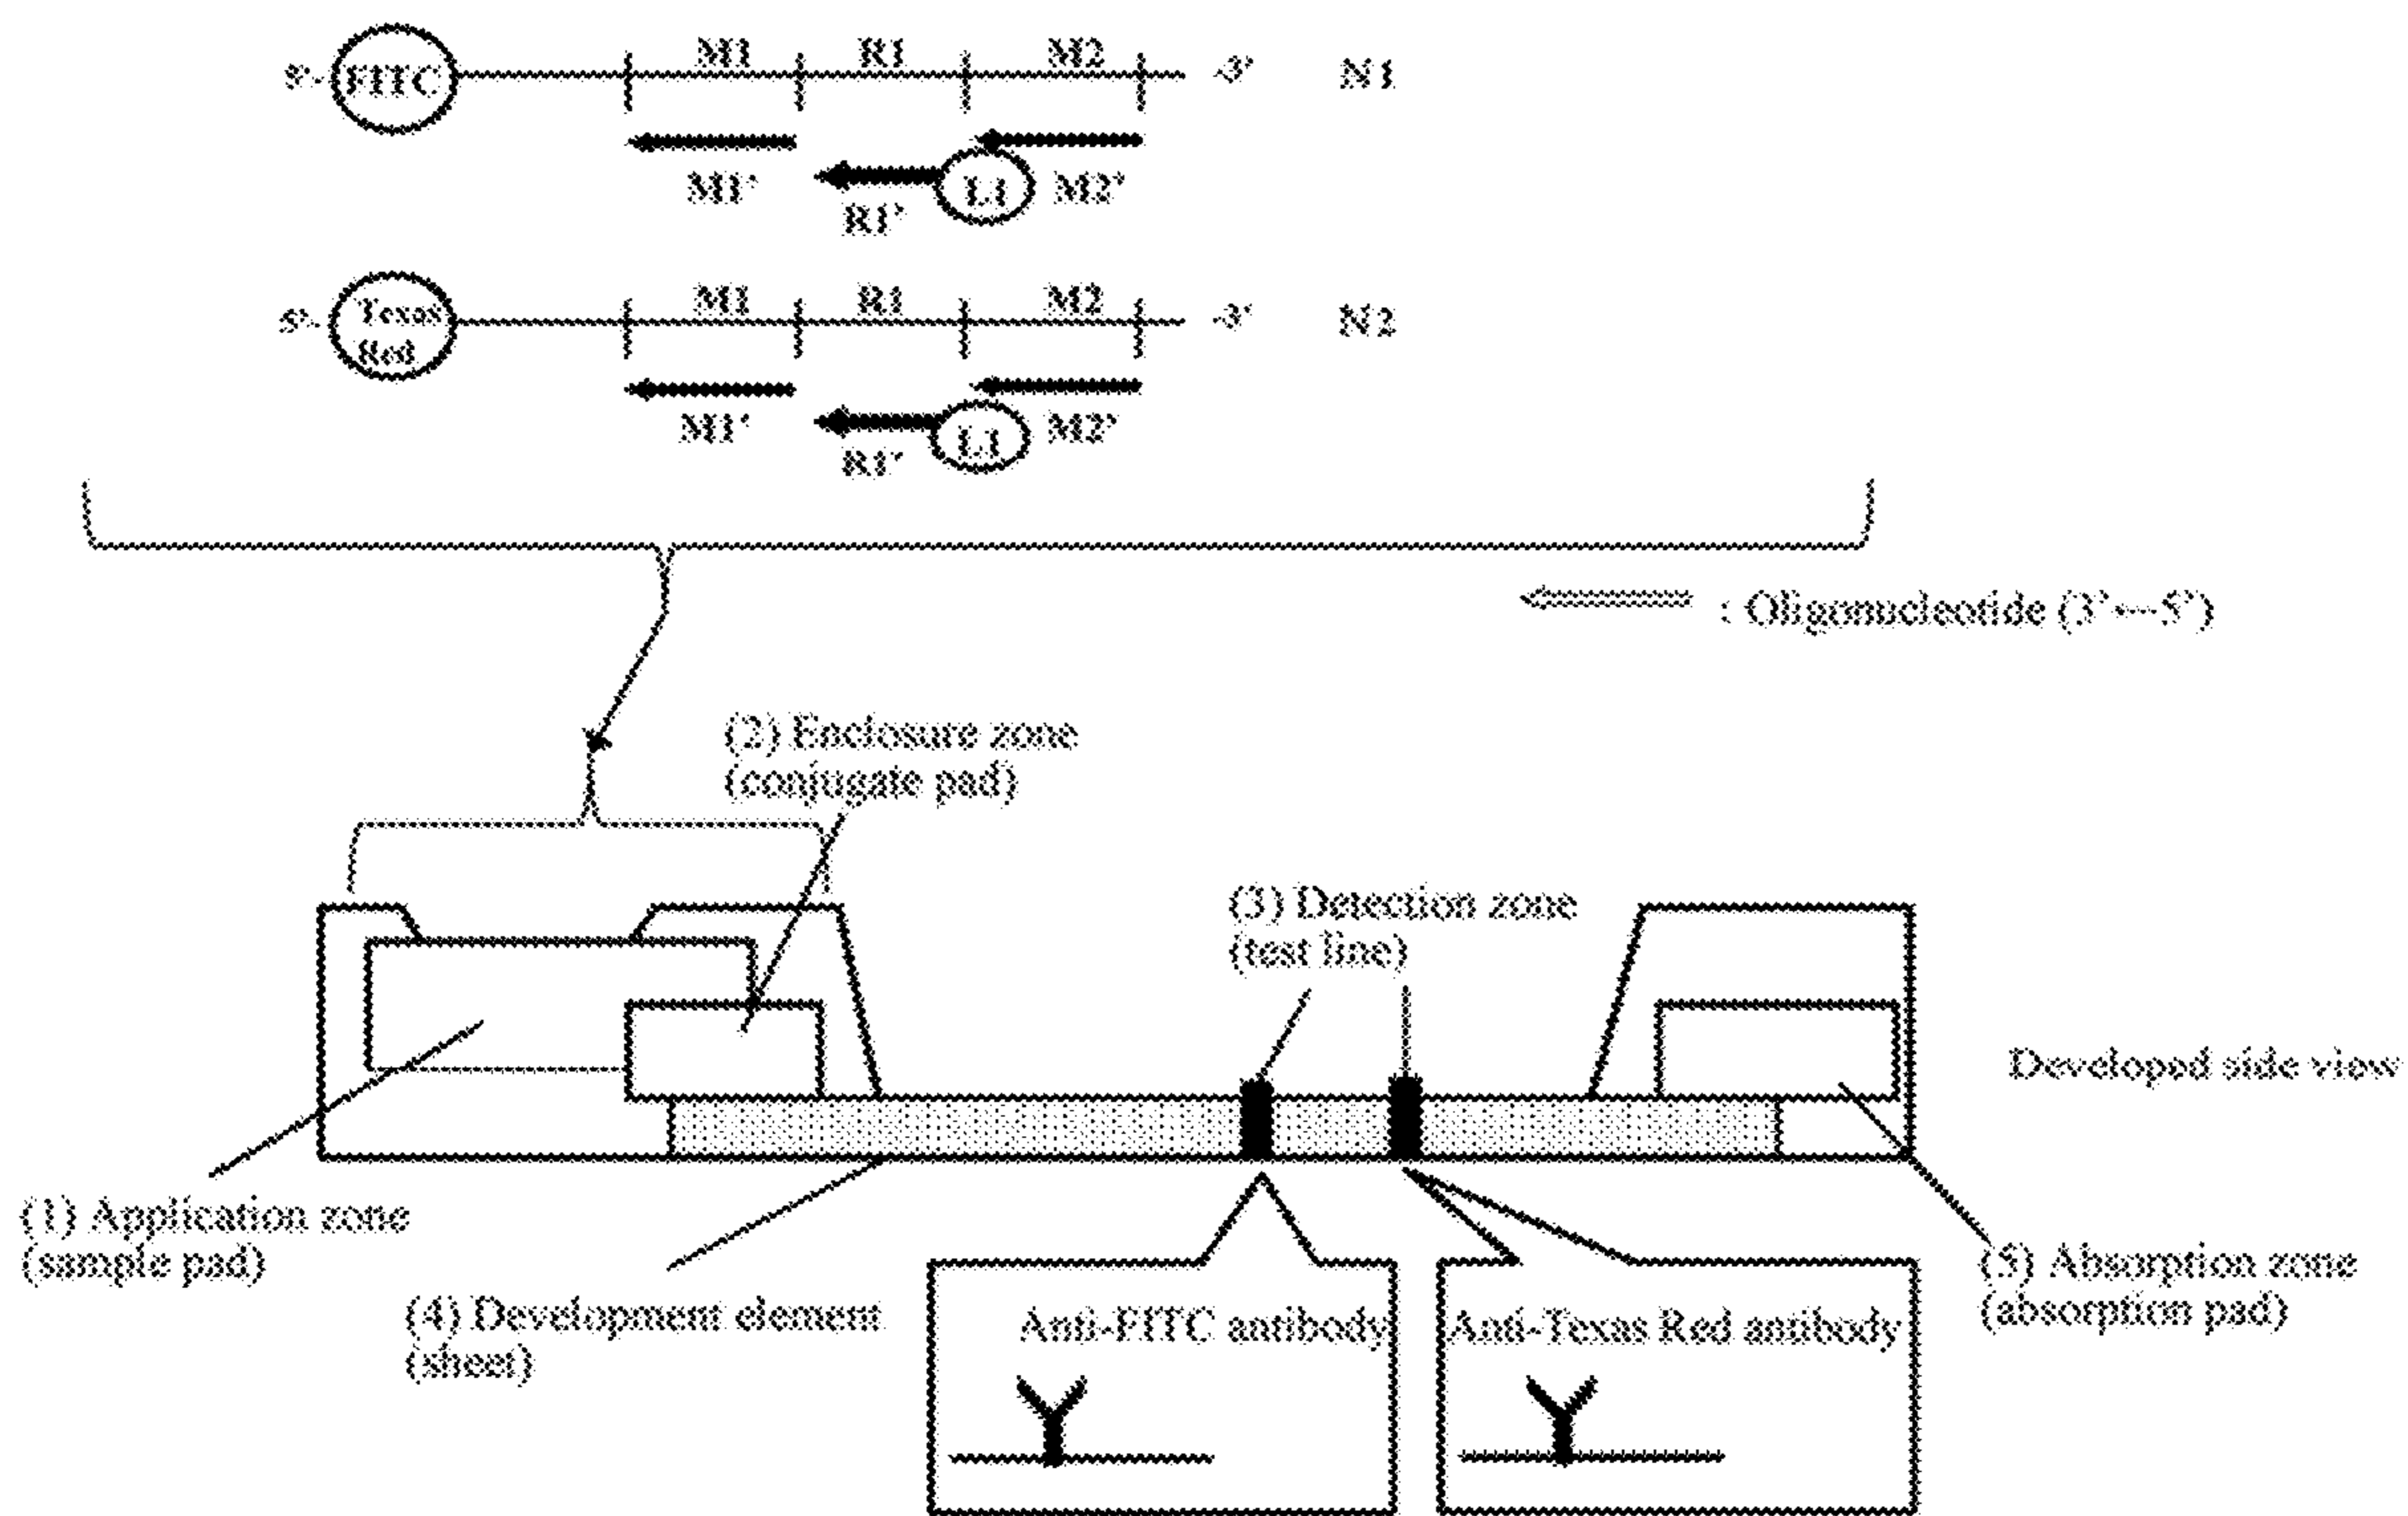 M1 R1 M2
5'- FITC -3' N1
M1' R1' L1 M2'
M1 R1 M2
5'- Texas Red -3' N2
M1' R1' L1 M2'
: Oligonucleotide (3'←5')
(2) Enclosure zone
(conjugate pad)
(3) Detection zone
(test line)
Developed side view
(1) Application zone
(sample pad)
(4) Development element
(sheet)
Anti-FITC antibody
Anti-Texas Red antibody
(5) Absorption zone
(absorption pad)